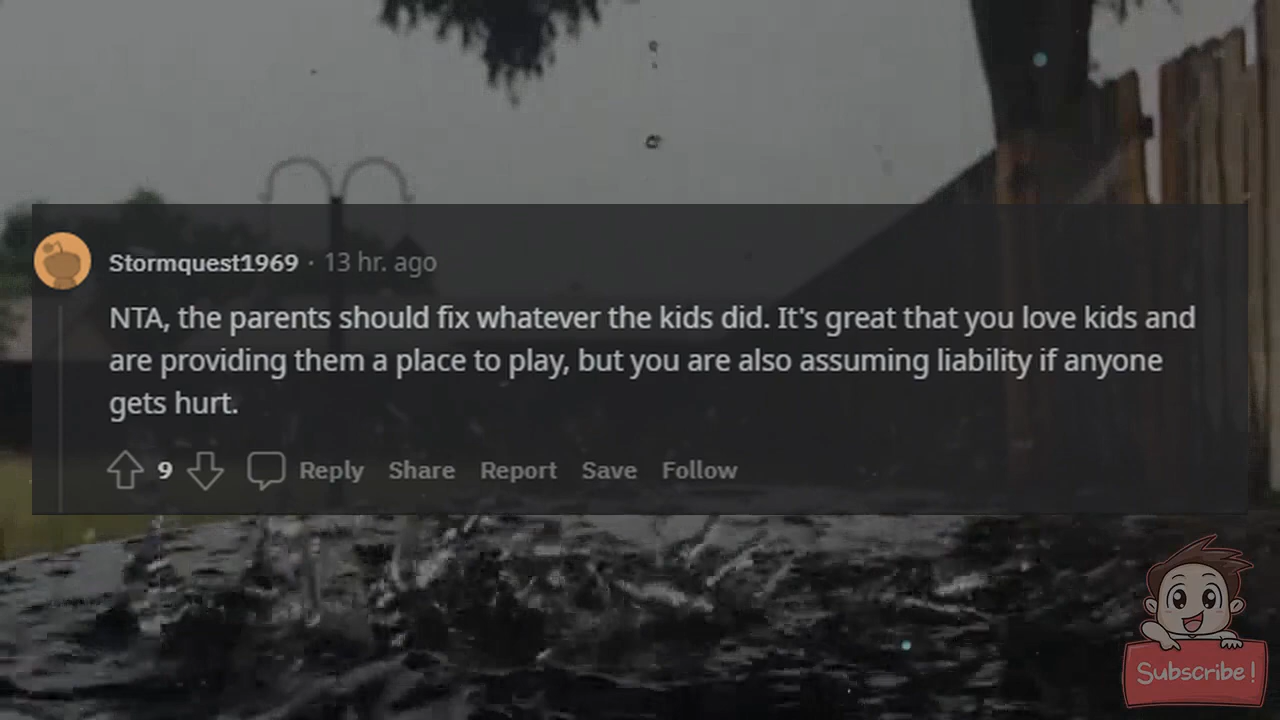 Stormquest1969 · 13 hr. ago
NTA, the parents should fix whatever the kids did. It's great that you love kids and
are providing them a place to play, but you are also assuming liability if anyone
gets hurt.
9 Reply Share Report Save Follow
Subscribe!